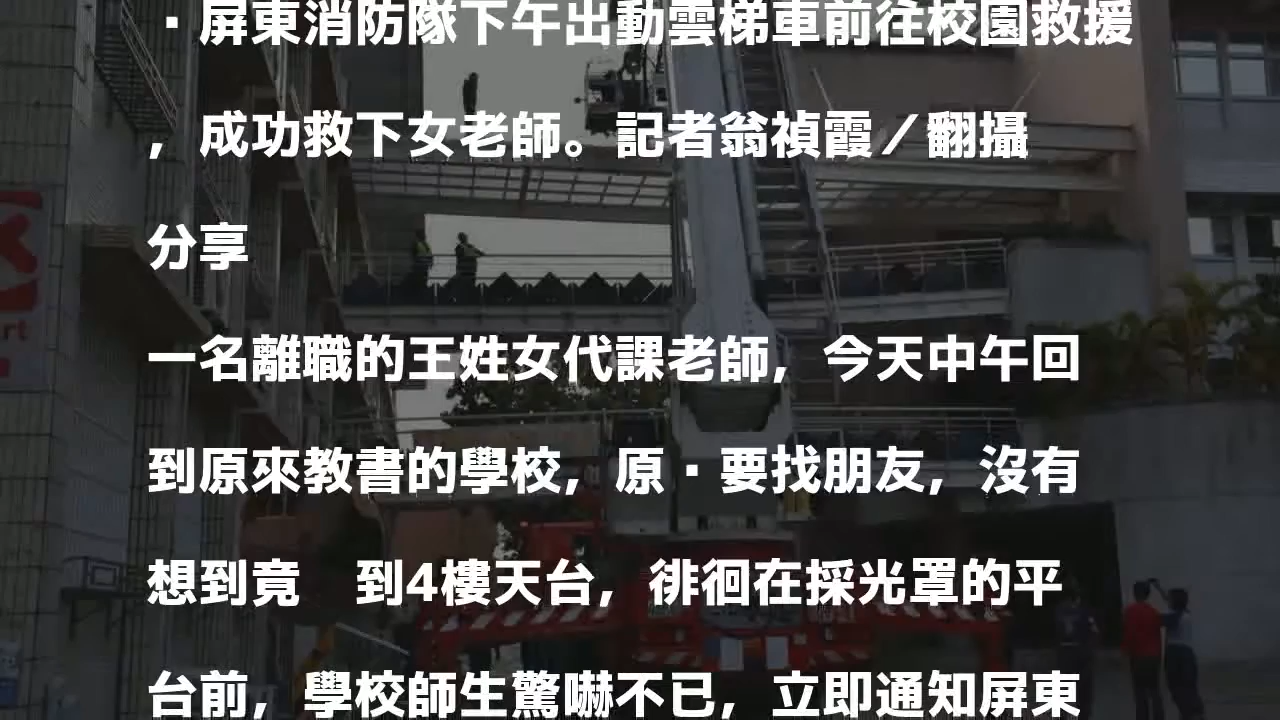 ▪屏東消防隊下午出動雲梯車前往校園救援
，成功救下女老師。記者翁禎霞／翻攝
分享
一名離職的王姓女代課老師，今天中午回
到原來教書的學校，原▪要找朋友，沒有
想到竟　到4樓天台，徘徊在採光罩的平
台前，學校師生驚嚇不已，立即通知屏東
rt